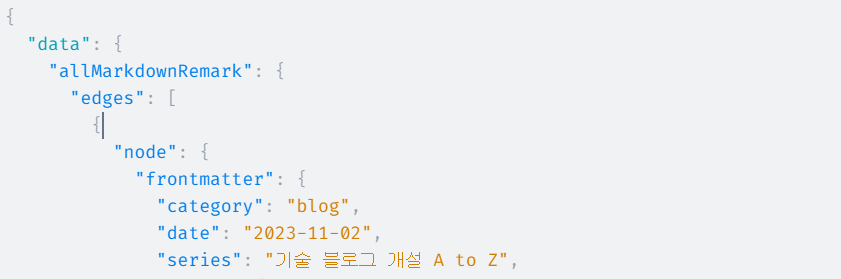 {
"data": {
"allMarkdownRemark": {
"edges": [
{
"node": {
"frontmatter": {
"category": "blog",
"date": "2023-11-02",
"series": "기술 블로그 개설 A to Z",